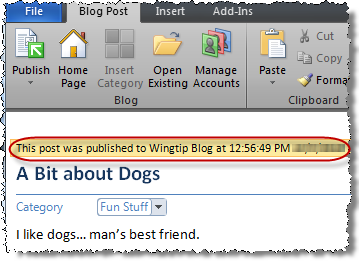 File Blog Post Insert Add-Ins
Publish Home Page Insert Category Open Existing Manage Accounts Paste Cut Copy
Blog Clipboard
This post was published to Wingtip Blog at 12:56:49 PM
A Bit about Dogs
Category Fun Stuff
I like dogs... man's best friend.